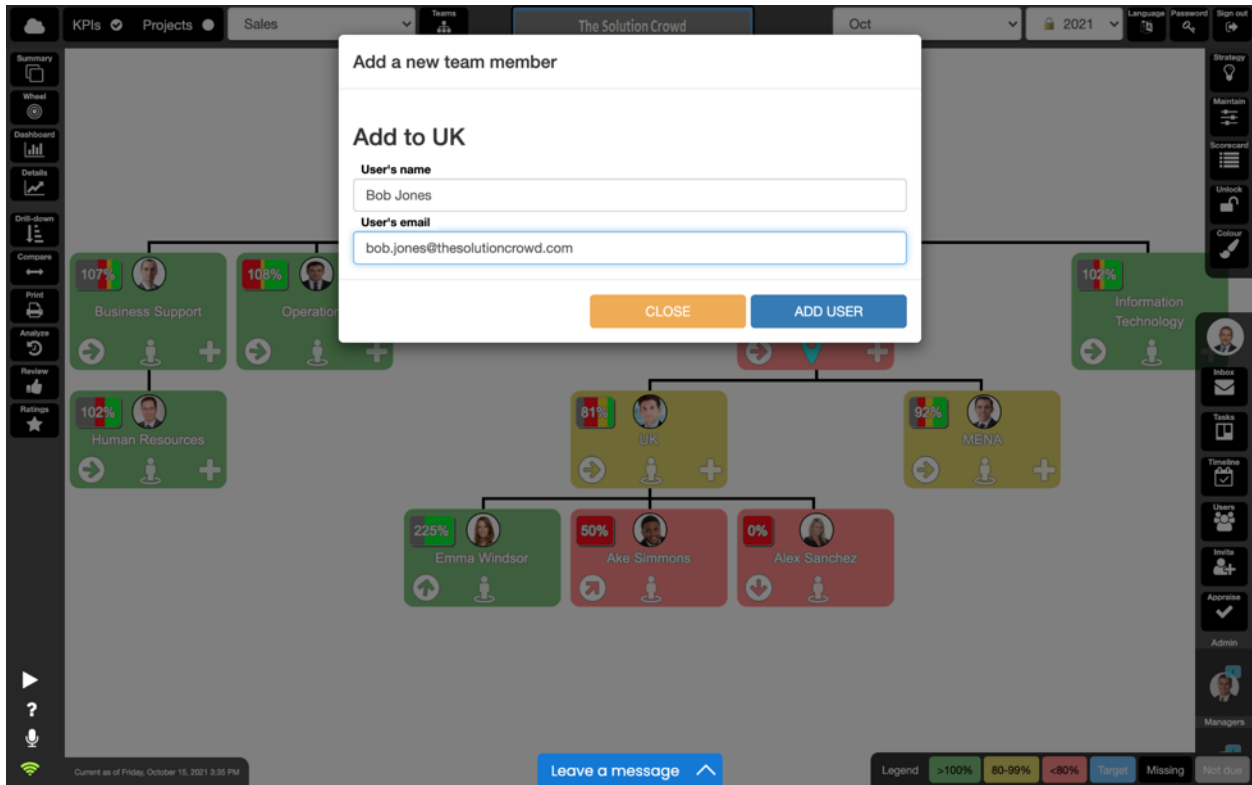 KPIs Projects Sales Teams The Solution Crowd Oct 2021 Language Password Sign out
Summary
Wheel
Dashboard
Details
Drill-down
Compare
Print
Analyze
Review
Ratings
Add a new team member
Add to UK
User's name
Bob Jones
User's email
bob.jones@thesolutioncrowd.com
CLOSE ADD USER
Strategy
Maintain
Scorecard
Unlock
Colour
107%
Business Support
108%
Operation
102%
Information
Technology
102%
Human Resources
81%
UK
92%
MENA
225%
Emma Windsor
50%
Ake Simmons
0%
Alex Sanchez
Inbox
Tasks
Timeline
Users
Invite
Appraise
Admin
Managers
?
Current as of Friday, October 15, 2021 3:35 PM
Leave a message
Legend >100% 80-99% <80% Target Missing Not due